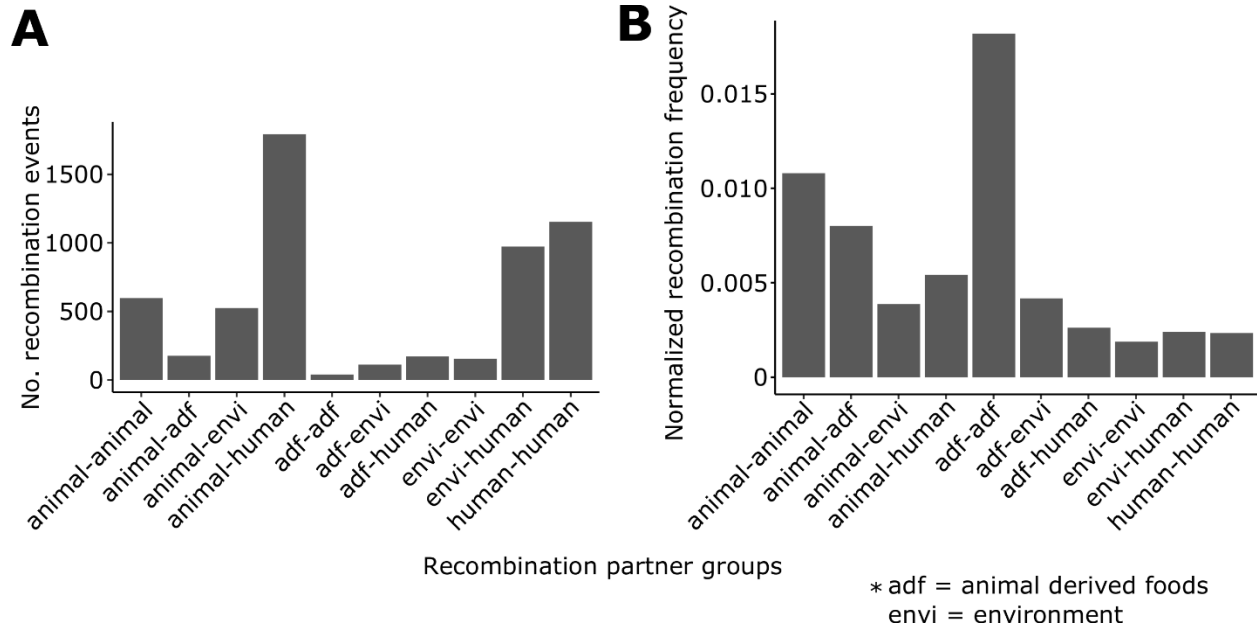 A
No. recombination events
1500
1000
500
0
animal-animal
animal-adf
animal-envi
animal-human
adf-adf
adf-envi
adf-human
envi-envi
envi-human
human-human
B
Normalized recombination frequency
0.015
0.010
0.005
0
animal-animal
animal-adf
animal-envi
animal-human
adf-adf
adf-envi
adf-human
envi-envi
envi-human
human-human
Recombination partner groups
* adf = animal derived foods
envi = environment